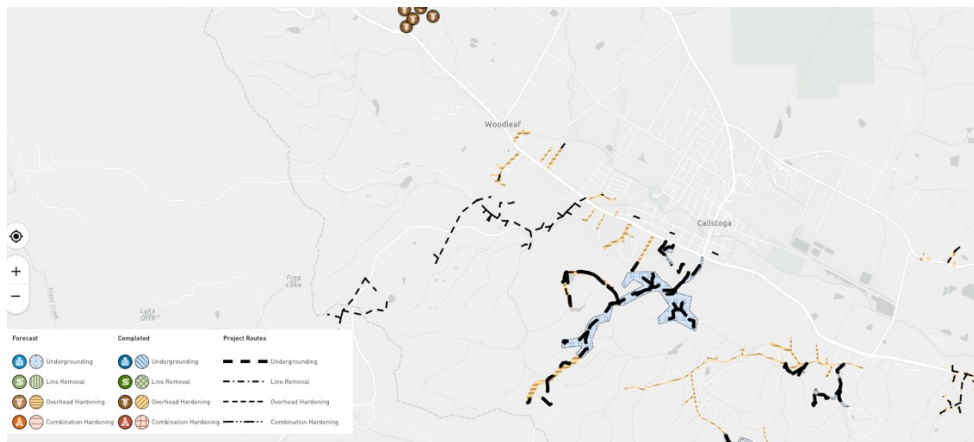 Woodleaf
Calistoga
Frog
Lake
Lake
+
−
Forecast Completed Project Routes
Undergrounding Undergrounding Undergrounding
Line Removal Line Removal Line Removal
Overhead Hardening Overhead Hardening Overhead Hardening
Combination Hardening Combination Hardening Combination Hardening